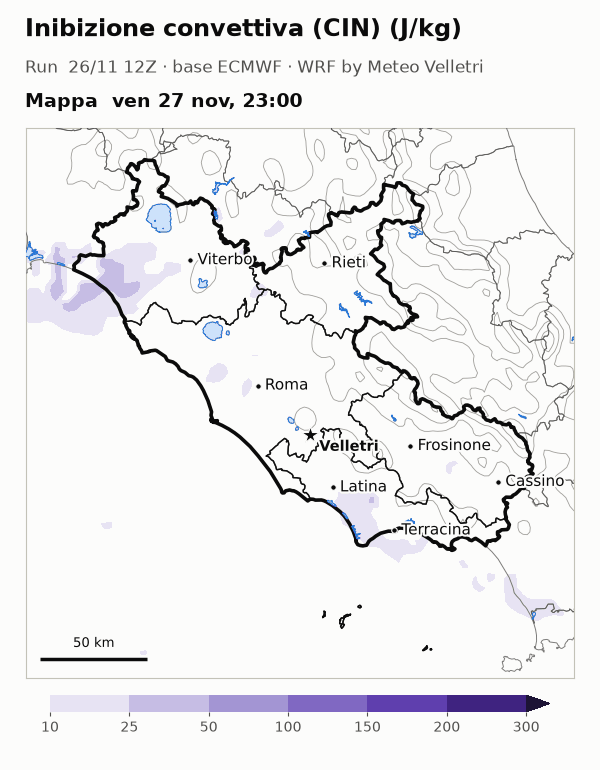 Inibizione convettiva (CIN) (J/kg)
Run  26/11 12Z · base ECMWF · WRF by Meteo Velletri
Mappa  ven 27 nov, 23:00
Viterbo
Rieti
Roma
Velletri
Frosinone
Cassino
Latina
Terracina
50 km
10 25 50 100 150 200 300